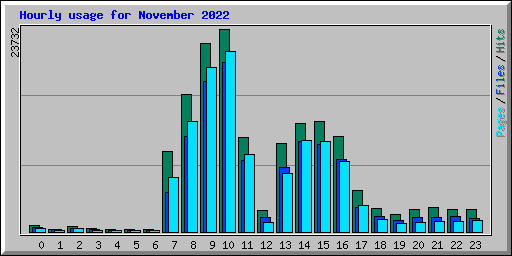 Hourly usage for November 2022
23732
Pages/Files/Hits
0 1 2 3 4 5 6 7 8 9 10 11 12 13 14 15 16 17 18 19 20 21 22 23